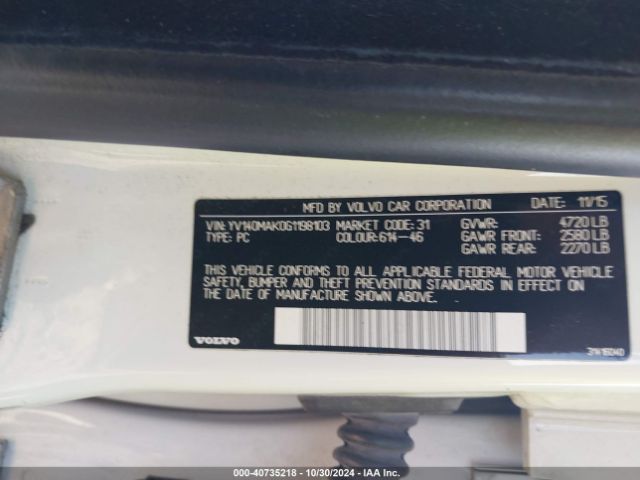 MFD BY VOLVO CAR CORPORATION DATE: 11/15
VIN: YV140MAK0G1198103 MARKET CODE: 31 GVWR: 4720 LB
TYPE: PC COLOUR: 614-46 GAWR FRONT: 2580 LB
GAWR REAR: 2270 LB
THIS VEHICLE CONFORMS TO ALL APPLICABLE FEDERAL MOTOR VEHICLE
SAFETY, BUMPER AND THEFT PREVENTION STANDARDS IN EFFECT ON
THE DATE OF MANUFACTURE SHOWN ABOVE.
VOLVO
000-40735218 - 10/30/2024 - IAA Inc.